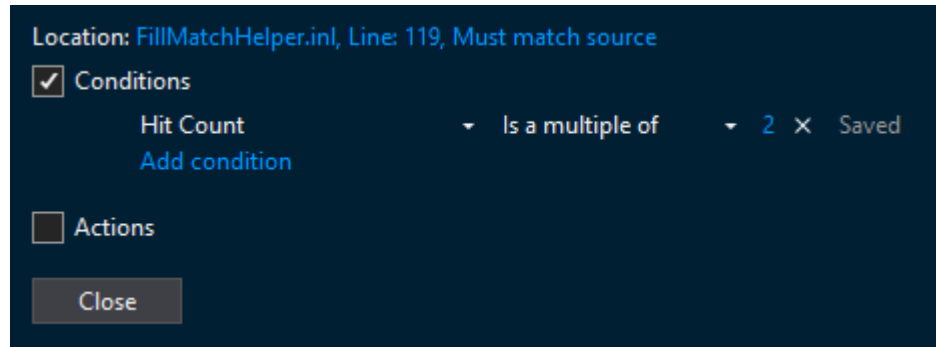 Location: FillMatchHelper.inl, Line: 119, Must match source
Conditions
Hit Count Is a multiple of 2 Saved
Add condition
Actions
Close